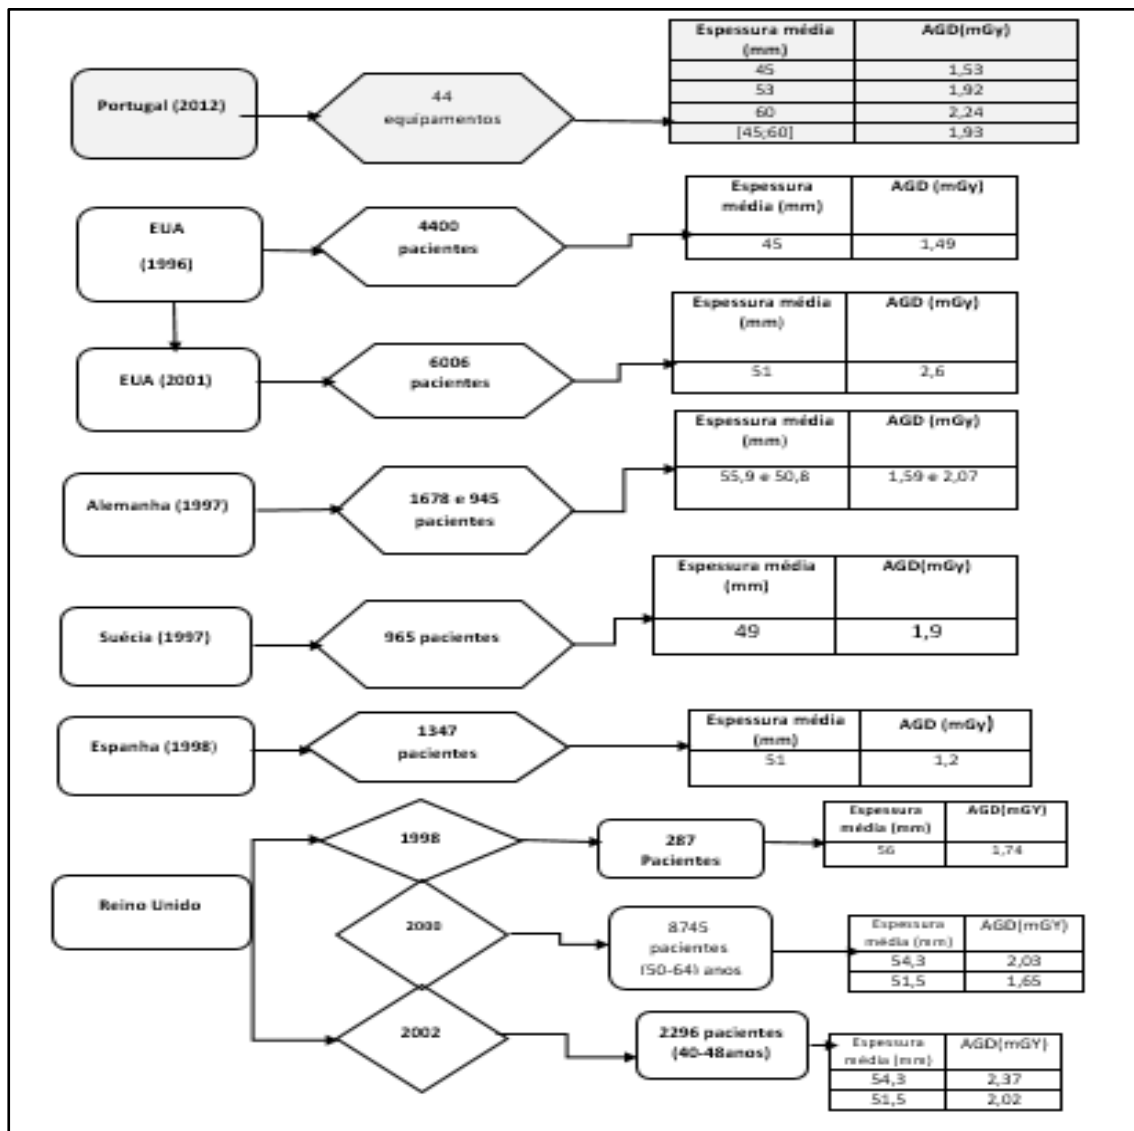 Portugal (2012)
44
equipamentos
Espessura média
(mm)
AGD(mGy)
45
1,53
53
1,92
60
2,24
[45;60]
1,93
EUA
(1996)
4400
pacientes
Espessura
média (mm)
AGD (mGy)
45
1,49
EUA (2001)
6006
pacientes
Espessura média
(mm)
AGD (mGy)
51
2,6
Alemanha (1997)
1678 e 945
pacientes
Espessura média
(mm)
AGD (mGy)
55,9 e 50,8
1,59 e 2,07
Suécia (1997)
965 pacientes
Espessura média
(mm)
AGD(mGy)
49
1,9
Espanha (1998)
1347
pacientes
Espessura média
(mm)
AGD (mGy)
51
1,2
Reino Unido
1998
287
Pacientes
Espessura
média (mm)
AGD(mGY)
56
1,74
2000
8745
pacientes
(50-64) anos
Espessura
média (mm)
AGD(mGY)
54,3
2,03
51,5
1,65
2002
2296 pacientes
(40-48anos)
Espessura
média (mm)
AGD(mGY)
54,3
2,37
51,5
2,02